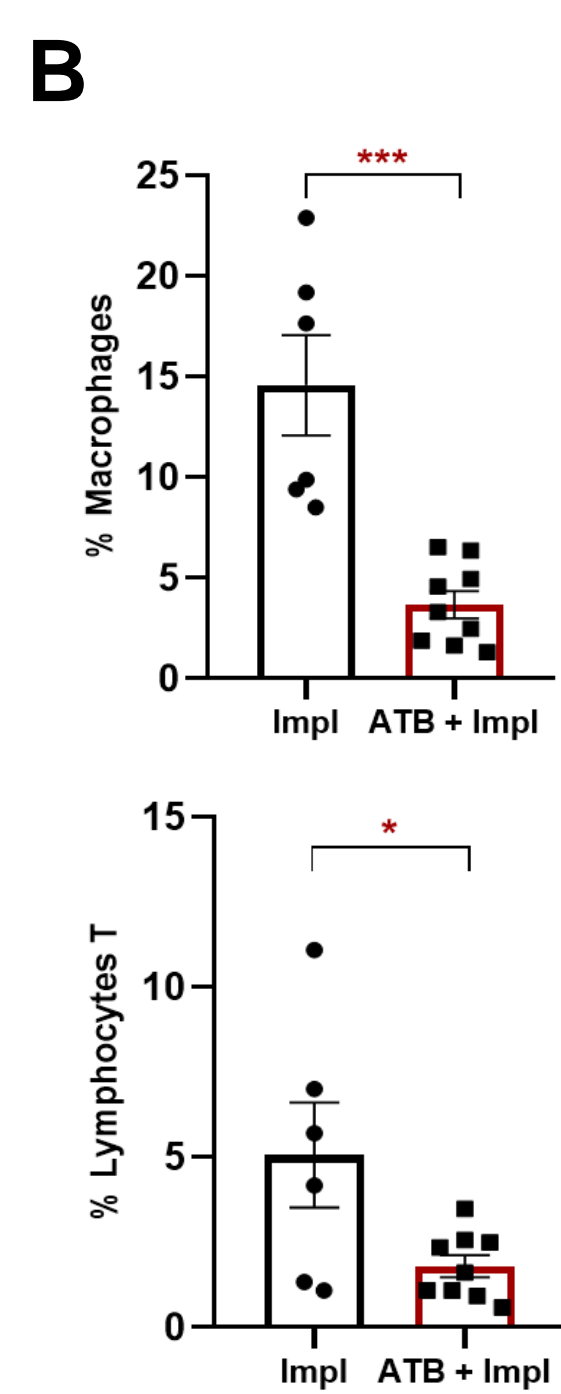 B
***
25
20
15
10
5
0
% Macrophages
Impl ATB + Impl
*
15
10
5
0
% Lymphocytes T
Impl ATB + Impl